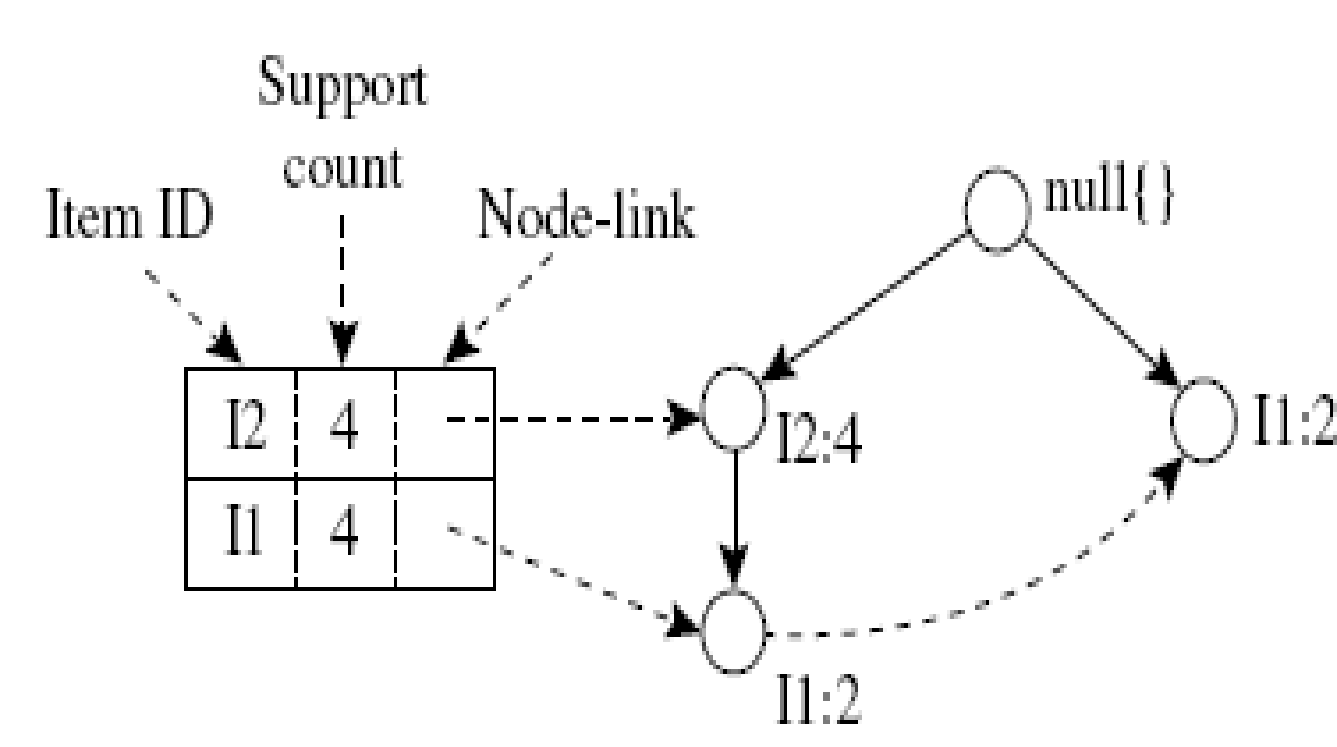 Support
count
Item ID
Node-link
null{}
I2 4
I2:4
I1:2
I1 4
I1:2